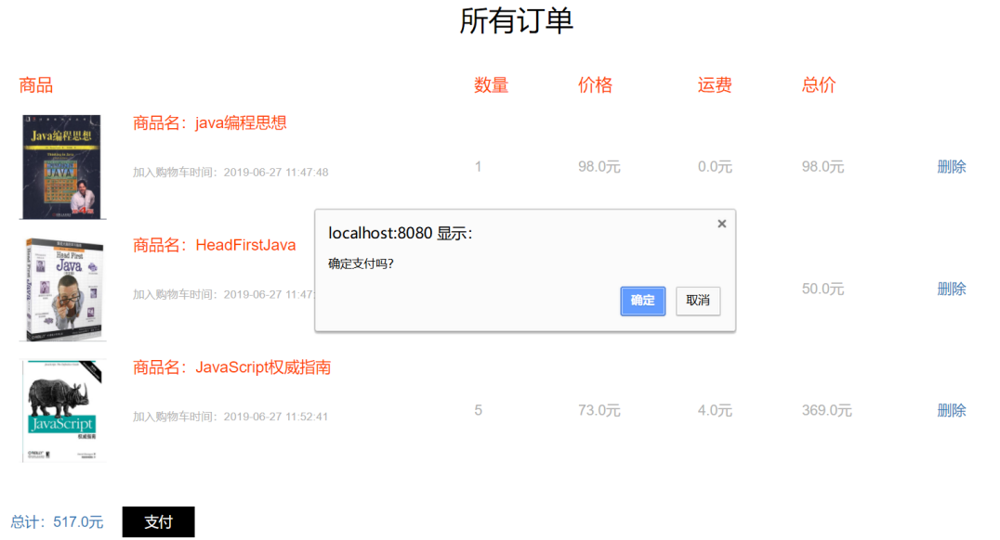 所有订单
商品 数量 价格 运费 总价
Java编程思想
JAVA
商品名：java编程思想
加入购物车时间：2019-06-27 11:47:48 1 98.0元 0.0元 98.0元 删除
localhost:8080 显示：
确定支付吗？
确定 取消
Head First
Java
商品名：HeadFirstJava
加入购物车时间：2019-06-27 11:47: 50.0元 删除
JavaScript
权威指南
商品名：JavaScript权威指南
加入购物车时间：2019-06-27 11:52:41 5 73.0元 4.0元 369.0元 删除
总计：517.0元 支付